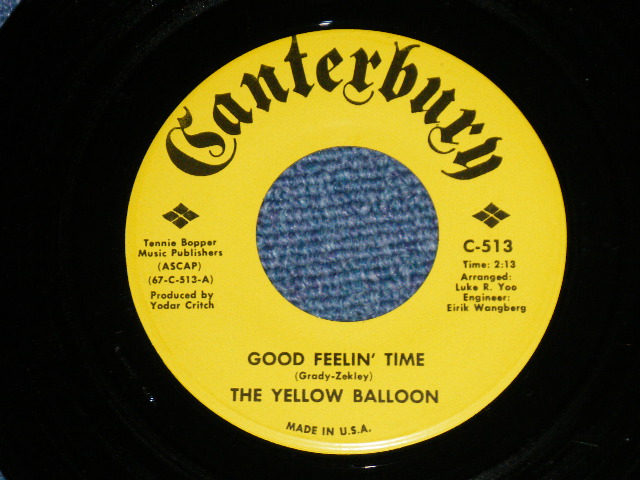 Canterbury
Tennie Bopper
Music Publishers
(ASCAP)
(67-C-513-A)
Produced by
Yodar Critch
C-513
Time: 2:13
Arranged:
Luke R. Yoo
Engineer:
Eirik Wangberg
GOOD FEELIN' TIME
(Grady-Zekley)
THE YELLOW BALLOON
MADE IN U.S.A.